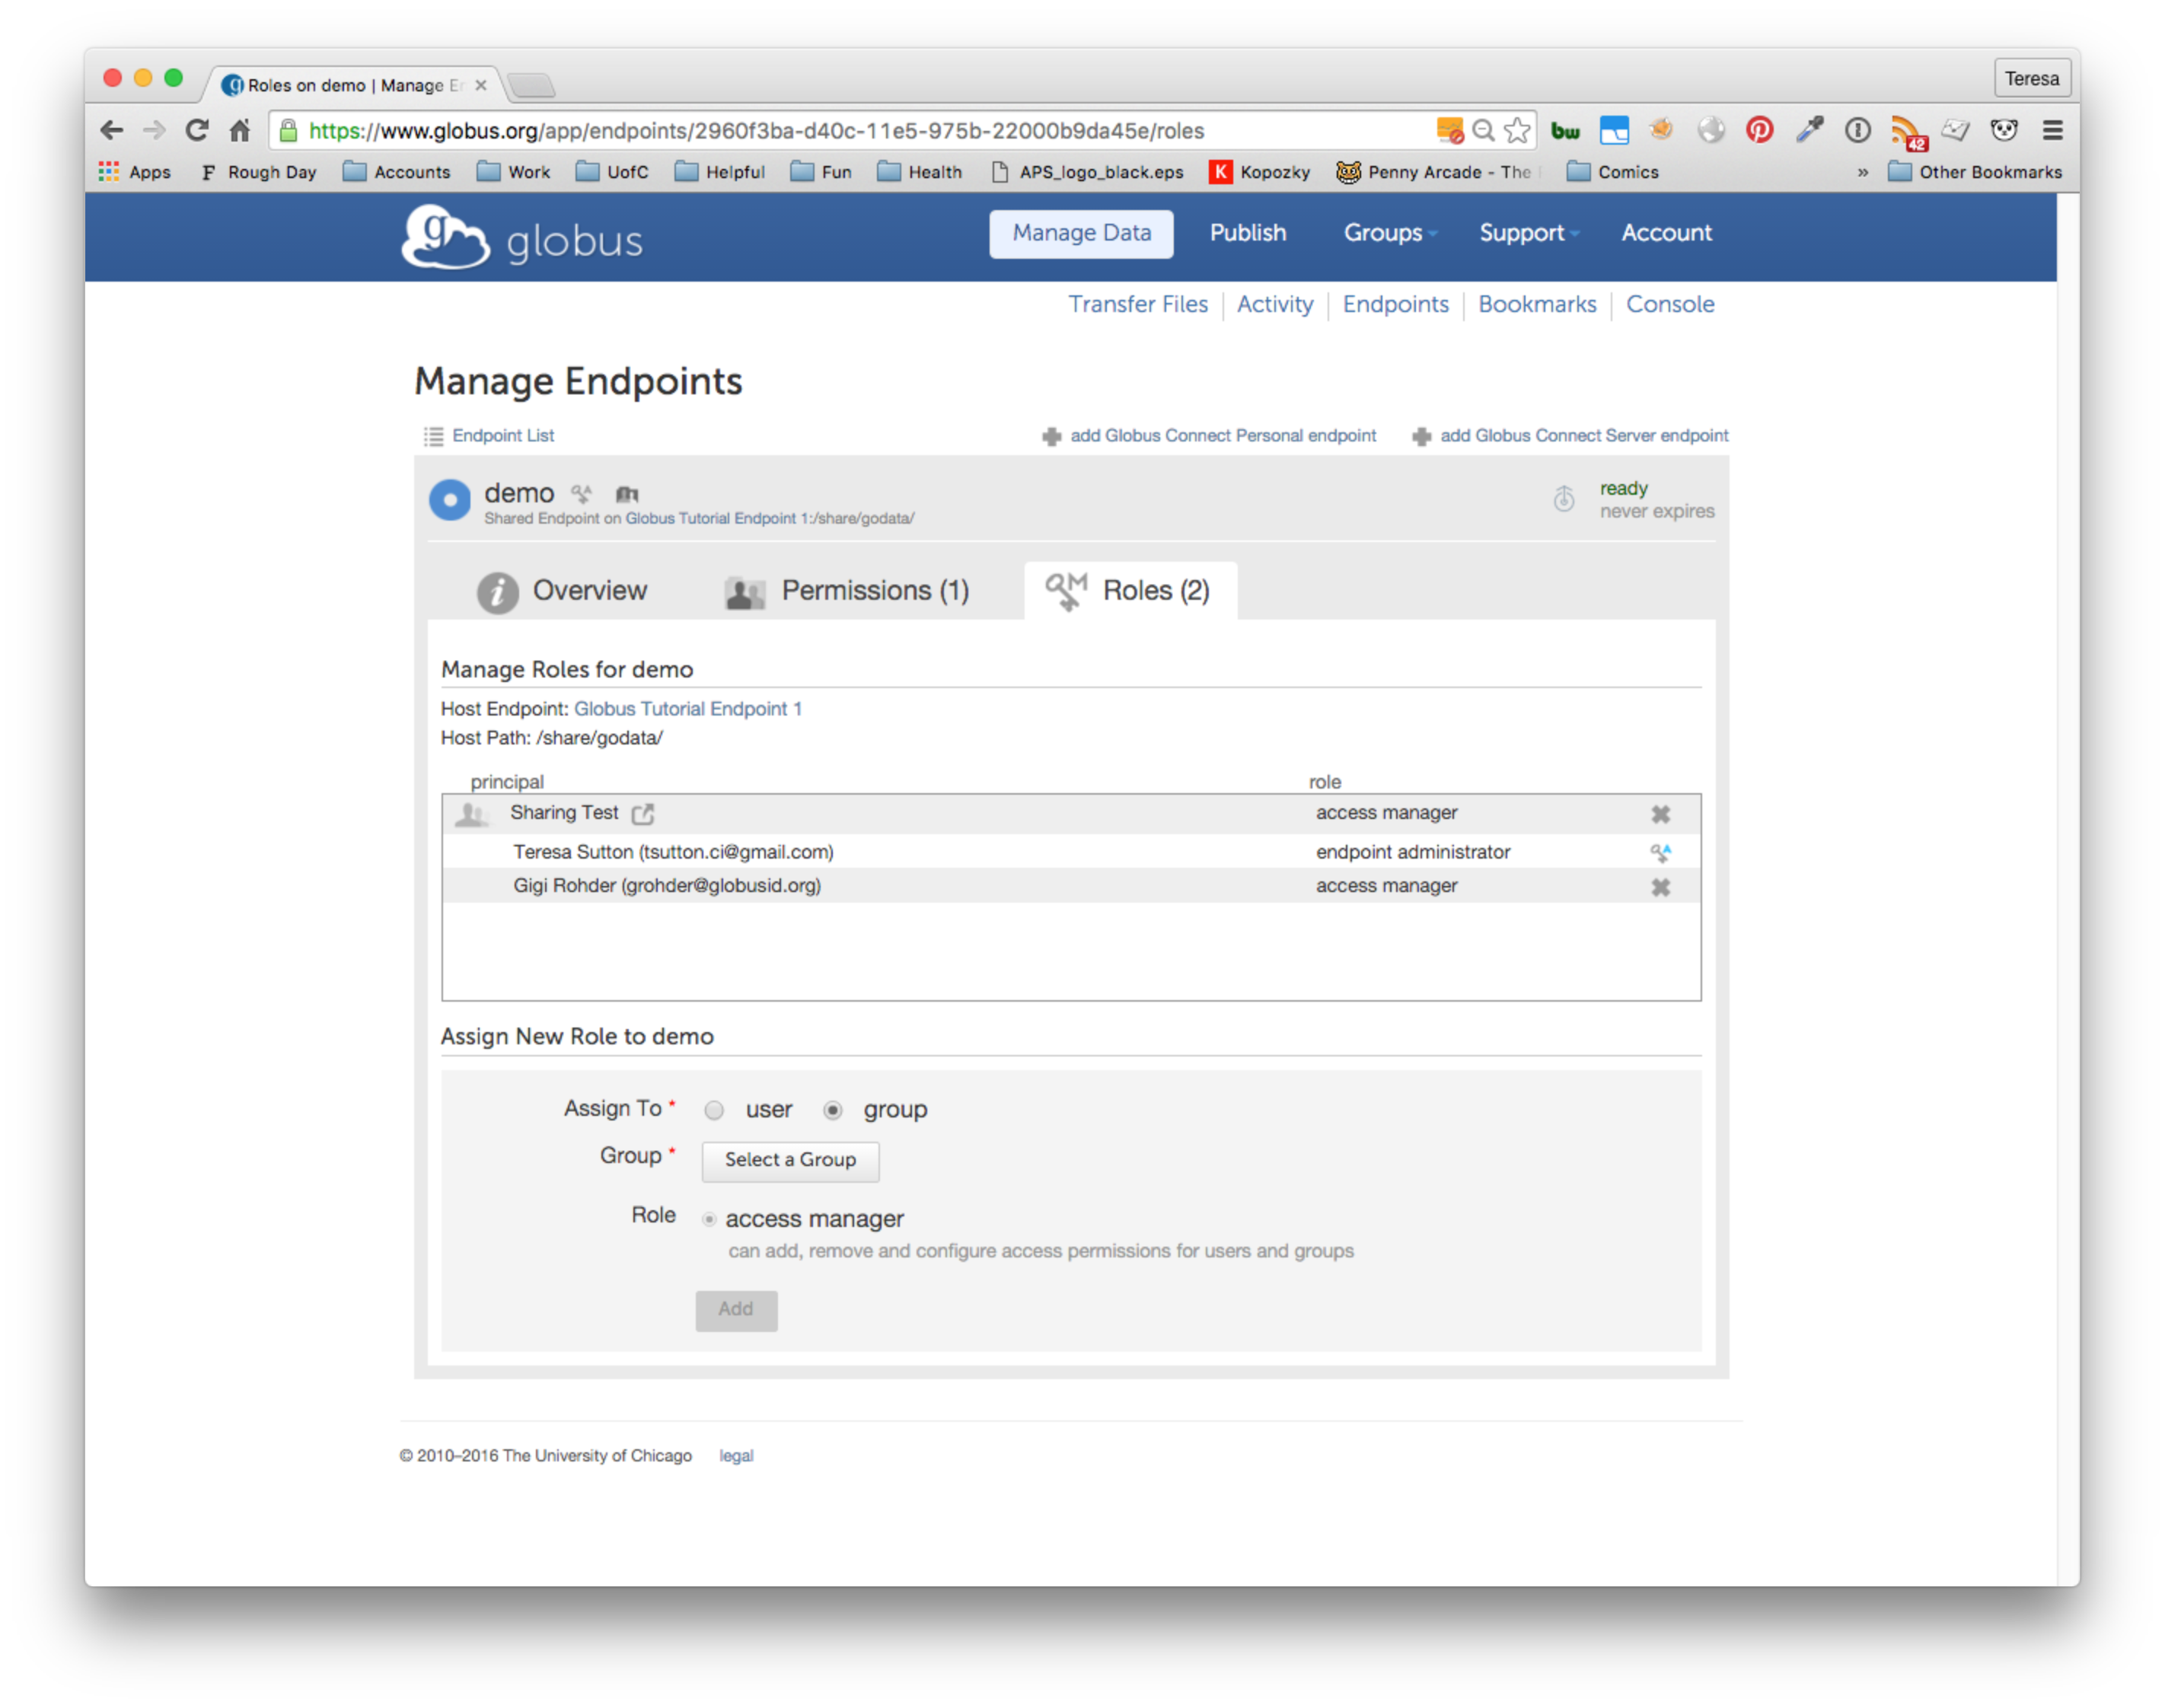 Roles on demo | Manage Er
Teresa
https://www.globus.org/app/endpoints/2960f3ba-d40c-11e5-975b-22000b9da45e/roles
bw
42
Apps F Rough Day Accounts Work UofC Helpful Fun Health APS_logo_black.eps K Kopozky Penny Arcade - The » Other Bookmarks Comics
g globus
Manage Data Publish Groups Support Account
Transfer Files Activity Endpoints Bookmarks Console
Manage Endpoints
Endpoint List add Globus Connect Personal endpoint add Globus Connect Server endpoint
demo
Shared Endpoint on Globus Tutorial Endpoint 1:/share/godata/
ready
never expires
Overview Permissions (1) Roles (2)
Manage Roles for demo
Host Endpoint: Globus Tutorial Endpoint 1
Host Path: /share/godata/
principal role
Sharing Test access manager
Teresa Sutton (tsutton.ci@gmail.com) endpoint administrator
Gigi Rohder (grohder@globusid.org) access manager
Assign New Role to demo
Assign To * user group
Group * Select a Group
Role access manager
can add, remove and configure access permissions for users and groups
Add
© 2010–2016 The University of Chicago legal